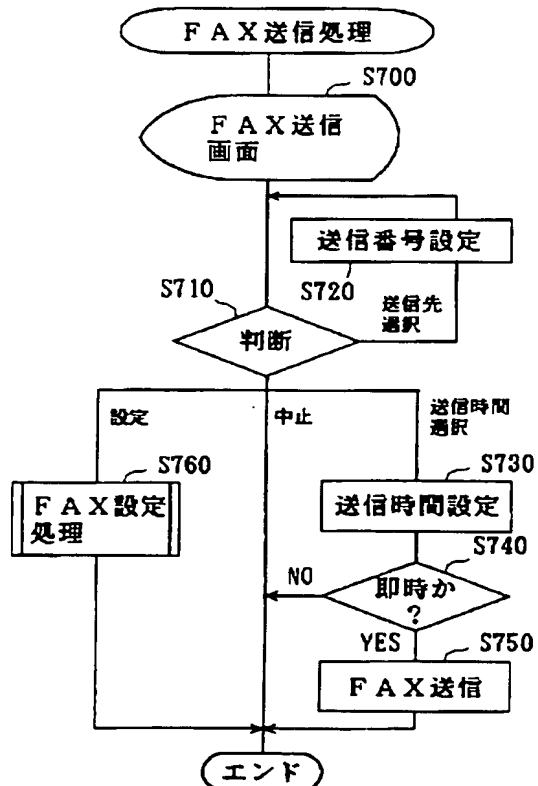 ＦＡＸ送信処理
S700
ＦＡＸ送信
画面
送信番号設定
S720
S710
送信先
選択
判断
設定
中止
送信時間
選択
S760
S730
ＦＡＸ設定
処理
送信時間設定
S740
NO
即時か
？
YES
S750
ＦＡＸ送信
エンド